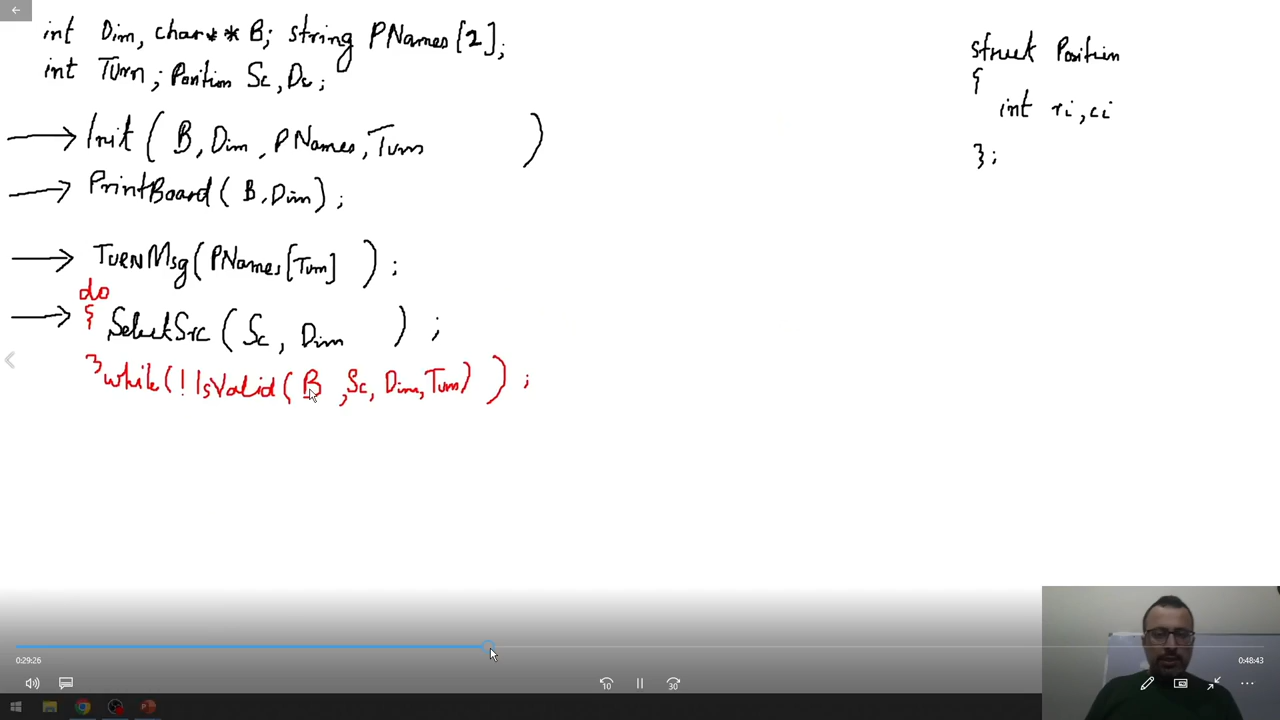 int Dim, char** B; string PNames[2];
int Turn; Position Sc, Dc;
Init( B, Dim, PNames, Turn )
PrintBoard( B, Dim);
TurnMsg(PNames[Turn] );
do
{ SelectSrc( Sc, Dim );
}while(! IsValid( B ,Sc, Dim, Turn) );
struct Position
{
int ri, ci
};
0:29:26
0:48:43
10
30